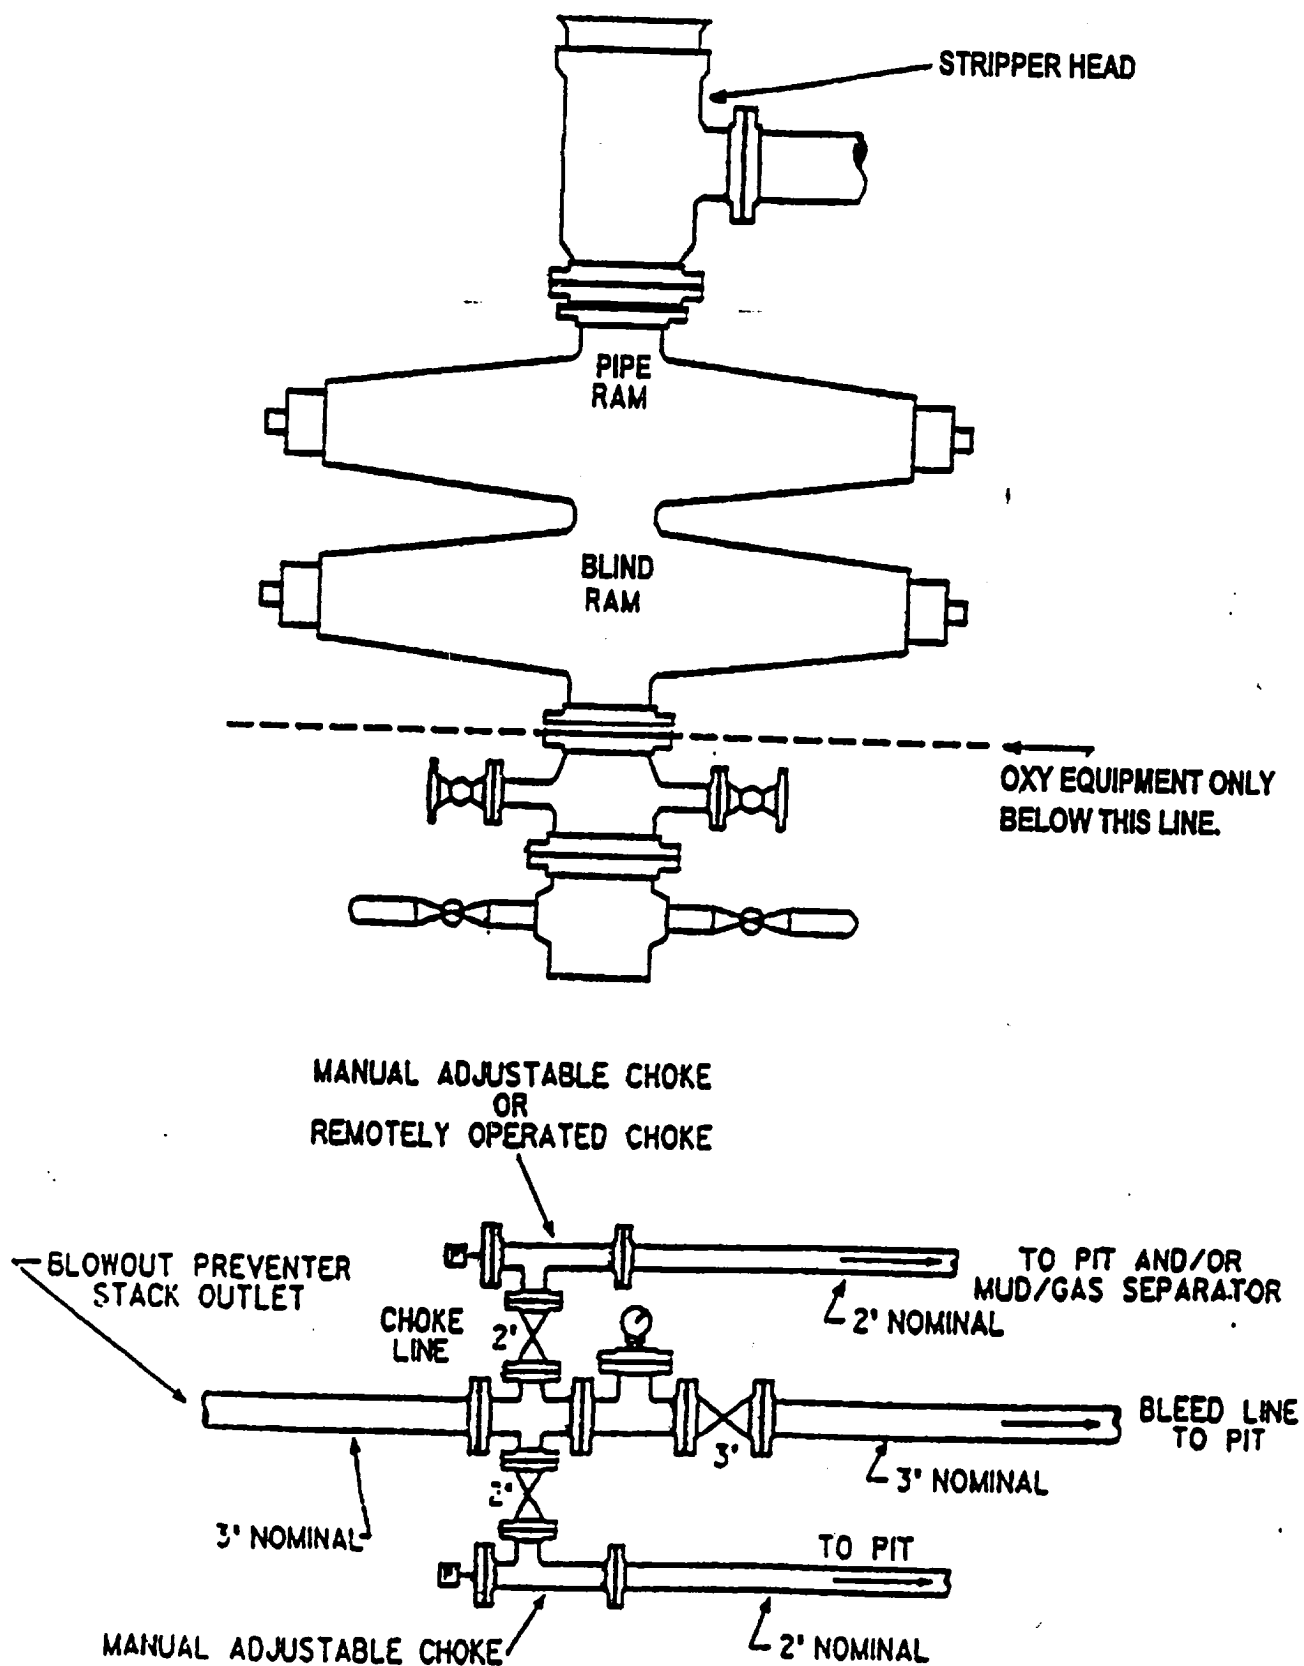 STRIPPER HEAD
PIPE
RAM
BLIND
RAM
OXY EQUIPMENT ONLY
BELOW THIS LINE.
MANUAL ADJUSTABLE CHOKE
OR
REMOTELY OPERATED CHOKE
BLOWOUT PREVENTER
STACK OUTLET
TO PIT AND/OR
MUD/GAS SEPARATOR
2' NOMINAL
CHOKE
LINE
2'
BLEED LINE
TO PIT
3'
3' NOMINAL
2'
3' NOMINAL
TO PIT
MANUAL ADJUSTABLE CHOKE
2' NOMINAL